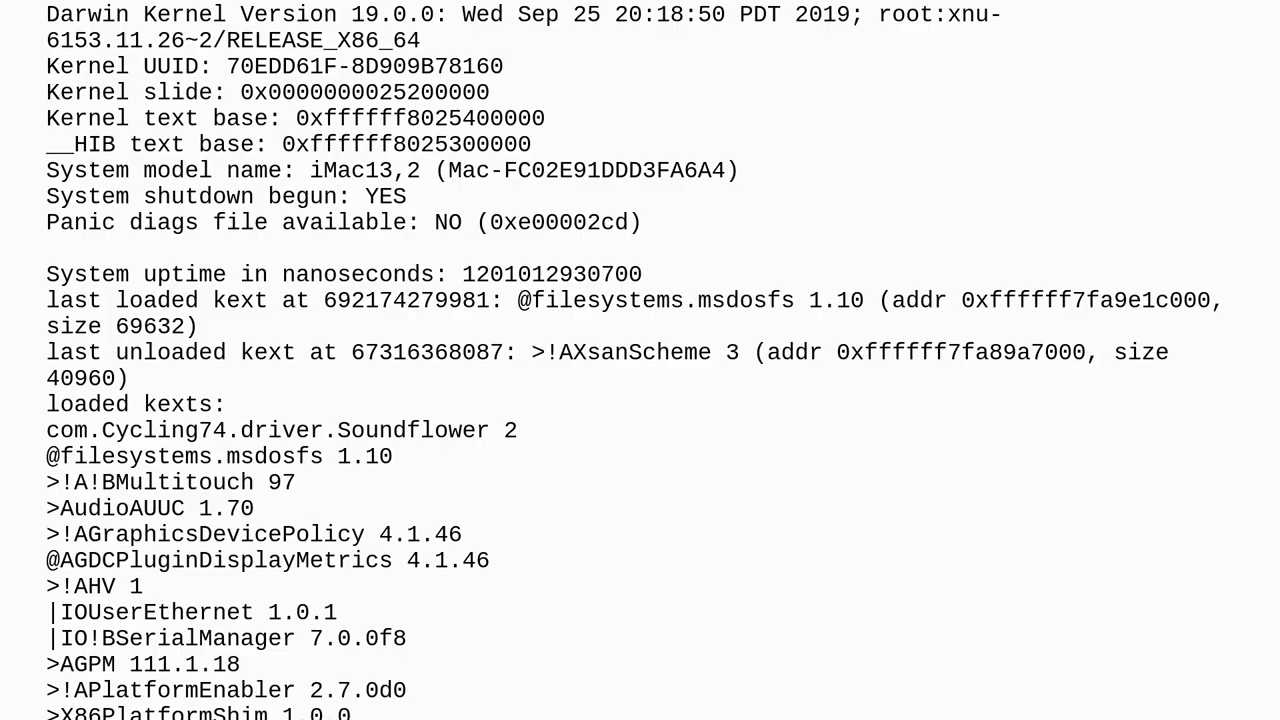 Darwin Kernel Version 19.0.0: Wed Sep 25 20:18:50 PDT 2019; root:xnu-
6153.11.26~2/RELEASE_X86_64
Kernel UUID: 70EDD61F-8D909B78160
Kernel slide: 0x0000000025200000
Kernel text base: 0xffffff8025400000
__HIB text base: 0xffffff8025300000
System model name: iMac13,2 (Mac-FC02E91DDD3FA6A4)
System shutdown begun: YES
Panic diags file available: NO (0xe00002cd)
System uptime in nanoseconds: 1201012930700
last loaded kext at 692174279981: @filesystems.msdosfs 1.10 (addr 0xffffff7fa9e1c000,
size 69632)
last unloaded kext at 67316368087: >!AXsanScheme 3 (addr 0xffffff7fa89a7000, size
40960)
loaded kexts:
com.Cycling74.driver.Soundflower 2
@filesystems.msdosfs 1.10
>!A!BMultitouch 97
>AudioAUUC 1.70
>!AGraphicsDevicePolicy 4.1.46
@AGDCPluginDisplayMetrics 4.1.46
>!AHV 1
|IOUserEthernet 1.0.1
|IO!BSerialManager 7.0.0f8
>AGPM 111.1.18
>!APlatformEnabler 2.7.0d0
>X86PlatformShim 1.0.0